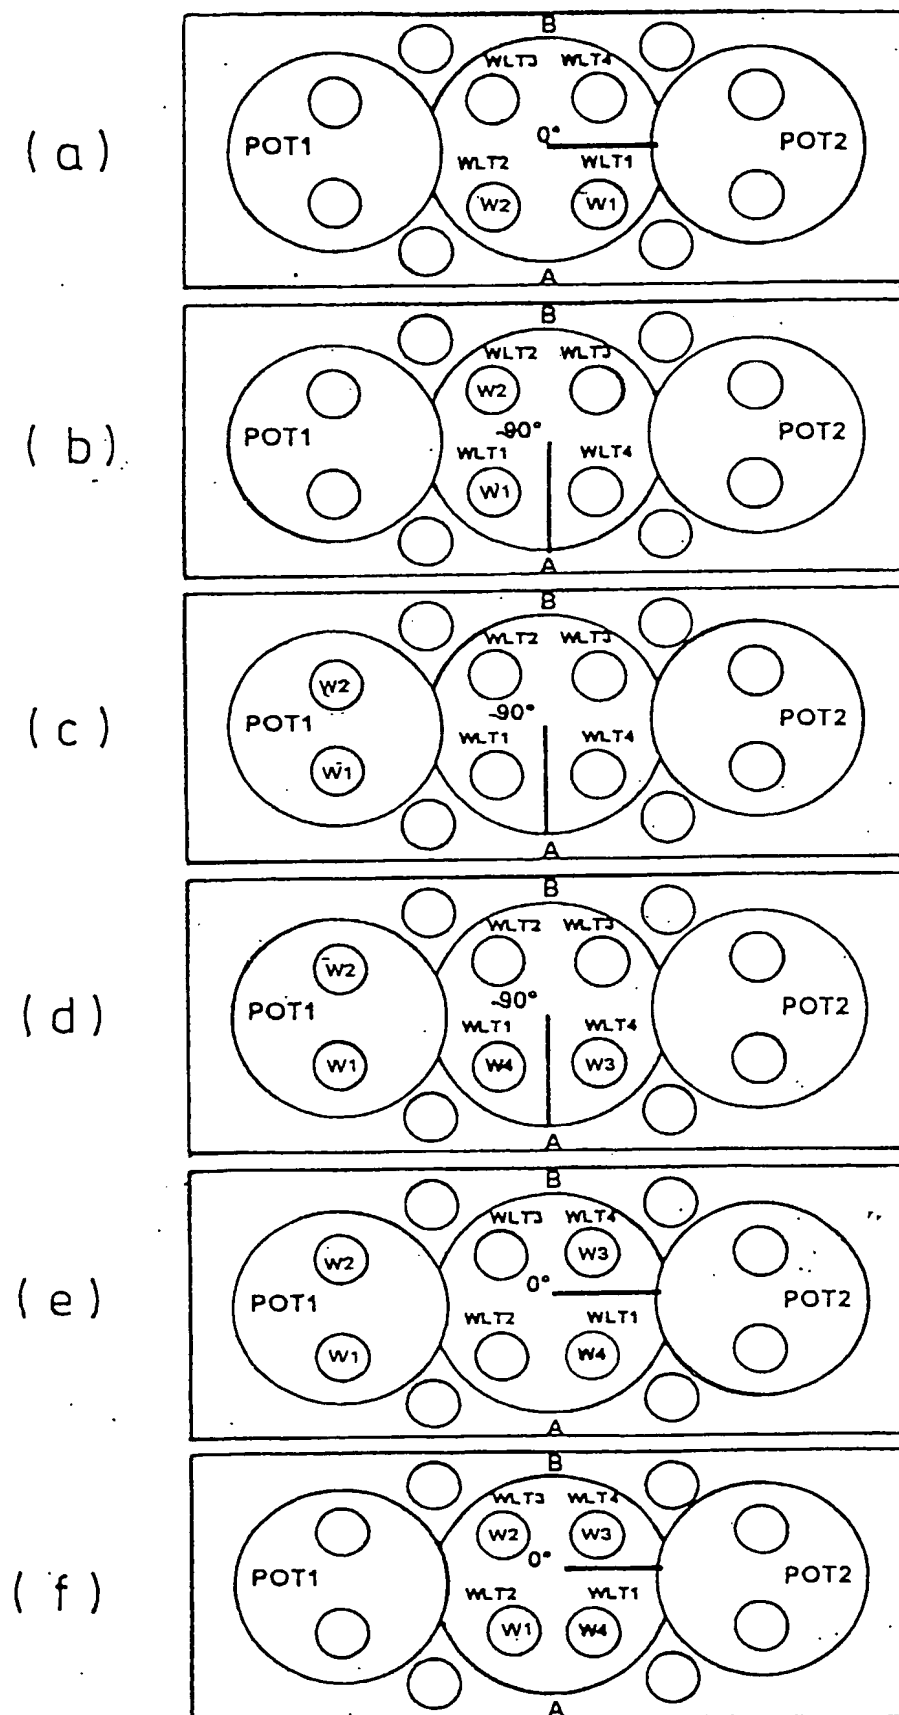 (a)
B
WLT3 WLT4
0°
POT1 POT2
WLT2 WLT1
W2 W1
A
(b)
B
WLT2 WLT3
W2
-90°
POT1 POT2
WLT1 WLT4
W1
A
(c)
B
WLT2 WLT3
W2
-90°
POT1 POT2
WLT1 WLT4
W1
A
(d)
B
WLT2 WLT3
W2
-90°
POT1 POT2
WLT1 WLT4
W1 W4 W3
A
(e)
B
WLT3 WLT4
W2 W3
0°
POT1 POT2
WLT2 WLT1
W1 W4
A
(f)
B
WLT3 WLT4
W2 W3
0°
POT1 POT2
WLT2 WLT1
W1 W4
A